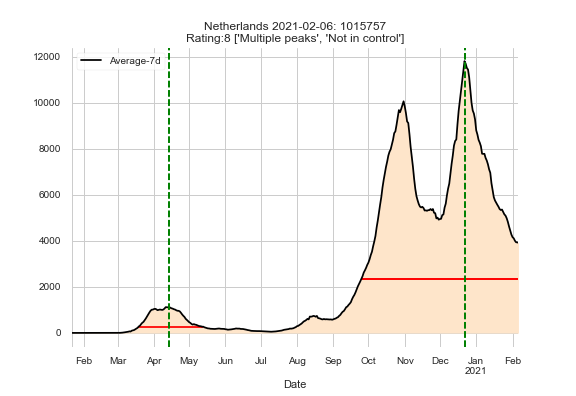 Netherlands 2021-02-06: 1015757
Rating:8 ['Multiple peaks', 'Not in control']
Average-7d
12000
10000
8000
6000
4000
2000
0
Feb Mar Apr May Jun Jul Aug Sep Oct Nov Dec Jan Feb
2021
Date